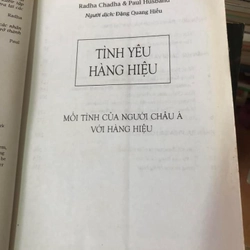 Radha Chadha & Paul Husband
Người dịch: Đặng Quang Hiếu
TÌNH YÊU
HÀNG HIỆU
MỐI TÌNH CỦA NGƯỜI CHÂU Á
VỚI HÀNG HIỆU